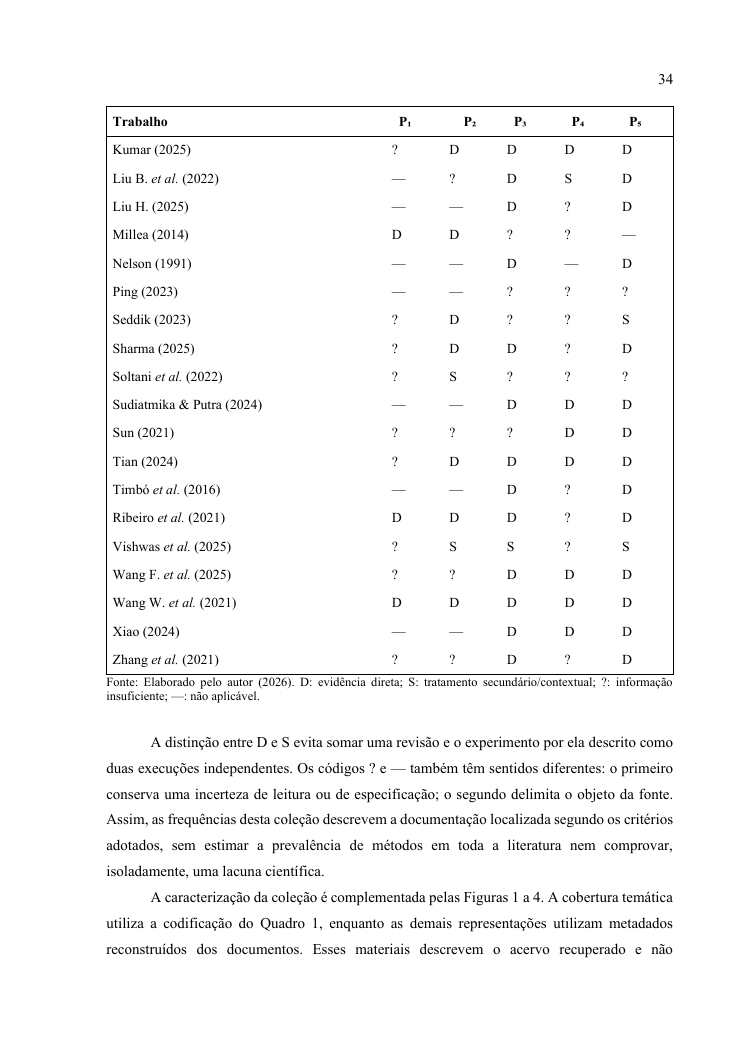 34
Trabalho P₁ P₂ P₃ P₄ P₅
Kumar (2025) ? D D D D
Liu B. et al. (2022) — ? D S D
Liu H. (2025) — — D ? D
Millea (2014) D D ? ? —
Nelson (1991) — — D — D
Ping (2023) — — ? ? ?
Seddik (2023) ? D ? ? S
Sharma (2025) ? D D ? D
Soltani et al. (2022) ? S ? ? ?
Sudiatmika & Putra (2024) — — D D D
Sun (2021) ? ? ? D D
Tian (2024) ? D D D D
Timbó et al. (2016) — — D ? D
Ribeiro et al. (2021) D D D ? D
Vishwas et al. (2025) ? S S ? S
Wang F. et al. (2025) ? ? D D D
Wang W. et al. (2021) D D D D D
Xiao (2024) — — D D D
Zhang et al. (2021) ? ? D ? D
Fonte: Elaborado pelo autor (2026). D: evidência direta; S: tratamento secundário/contextual; ?: informação
insuficiente; —: não aplicável.
A distinção entre D e S evita somar uma revisão e o experimento por ela descrito como
duas execuções independentes. Os códigos ? e — também têm sentidos diferentes: o primeiro
conserva uma incerteza de leitura ou de especificação; o segundo delimita o objeto da fonte.
Assim, as frequências desta coleção descrevem a documentação localizada segundo os critérios
adotados, sem estimar a prevalência de métodos em toda a literatura nem comprovar,
isoladamente, uma lacuna científica.
A caracterização da coleção é complementada pelas Figuras 1 a 4. A cobertura temática
utiliza a codificação do Quadro 1, enquanto as demais representações utilizam metadados
reconstruídos dos documentos. Esses materiais descrevem o acervo recuperado e não